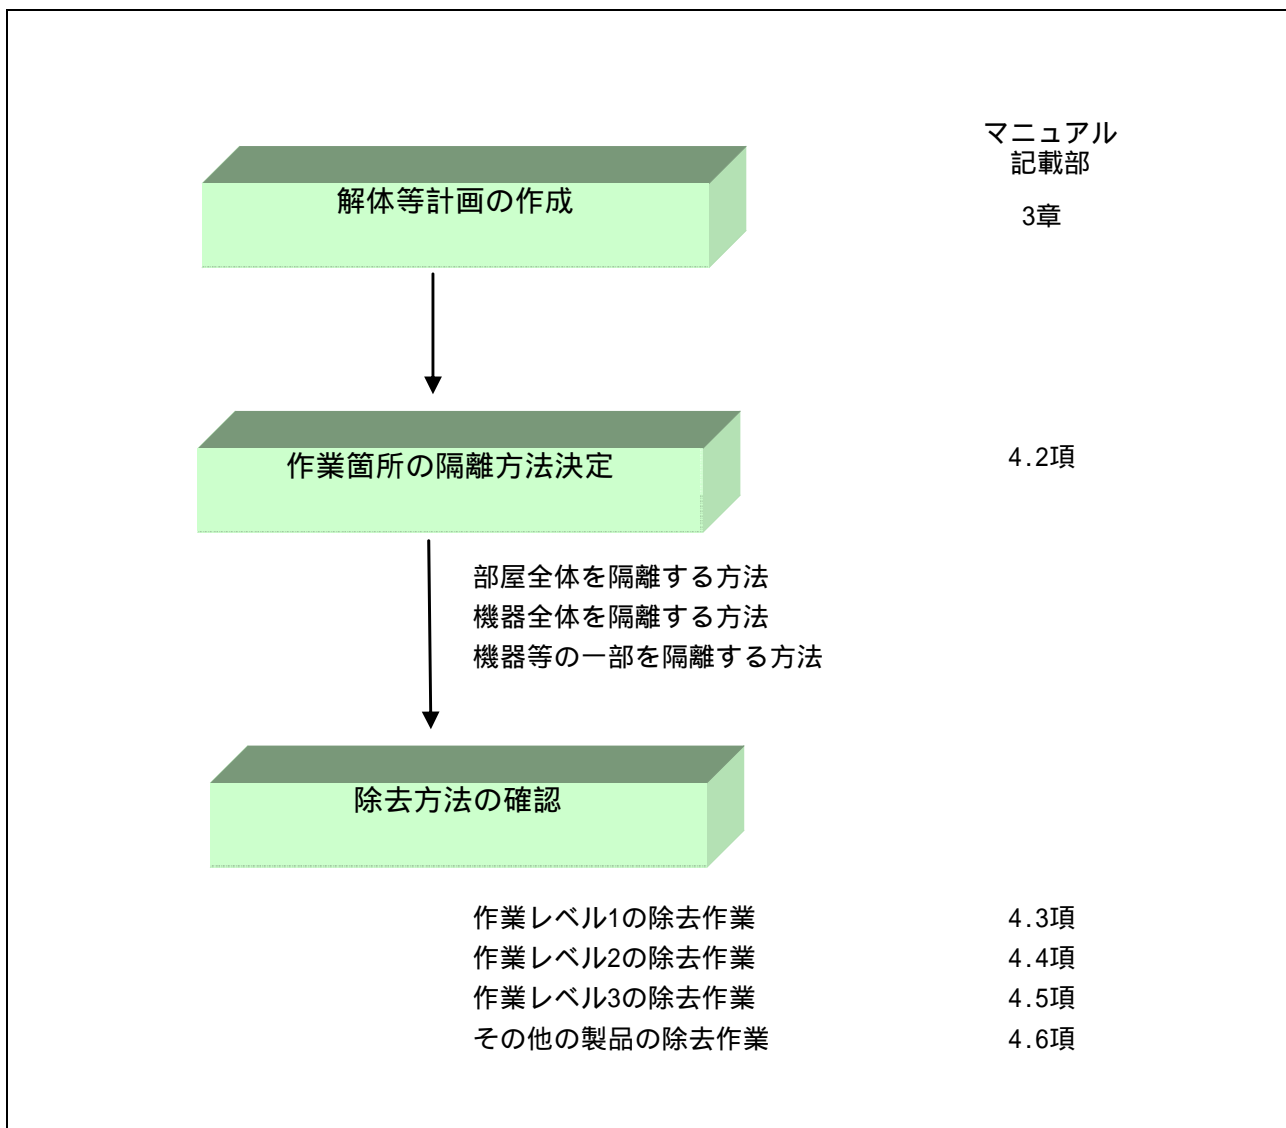 マニュアル
記載部
解体等計画の作成
3章
作業箇所の隔離方法決定
4.2項
部屋全体を隔離する方法
機器全体を隔離する方法
機器等の一部を隔離する方法
除去方法の確認
作業レベル1の除去作業
4.3項
作業レベル2の除去作業
4.4項
作業レベル3の除去作業
4.5項
その他の製品の除去作業
4.6項